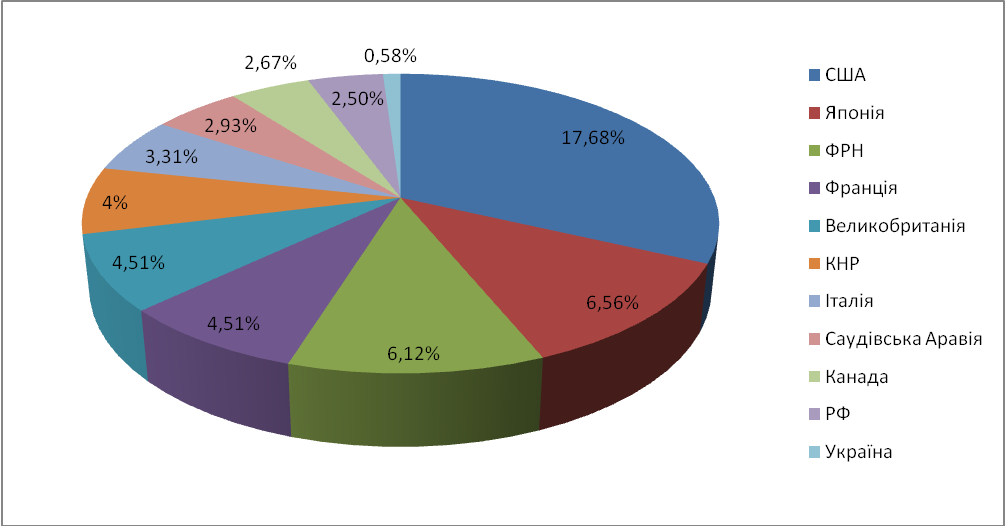 0,58%
2,67%
2,50%
2,93%
17,68%
3,31%
4%
4,51%
6,56%
4,51%
6,12%
США
Японія
ФРН
Франція
Великобританія
КНР
Італія
Саудівська Аравія
Канада
РФ
Україна